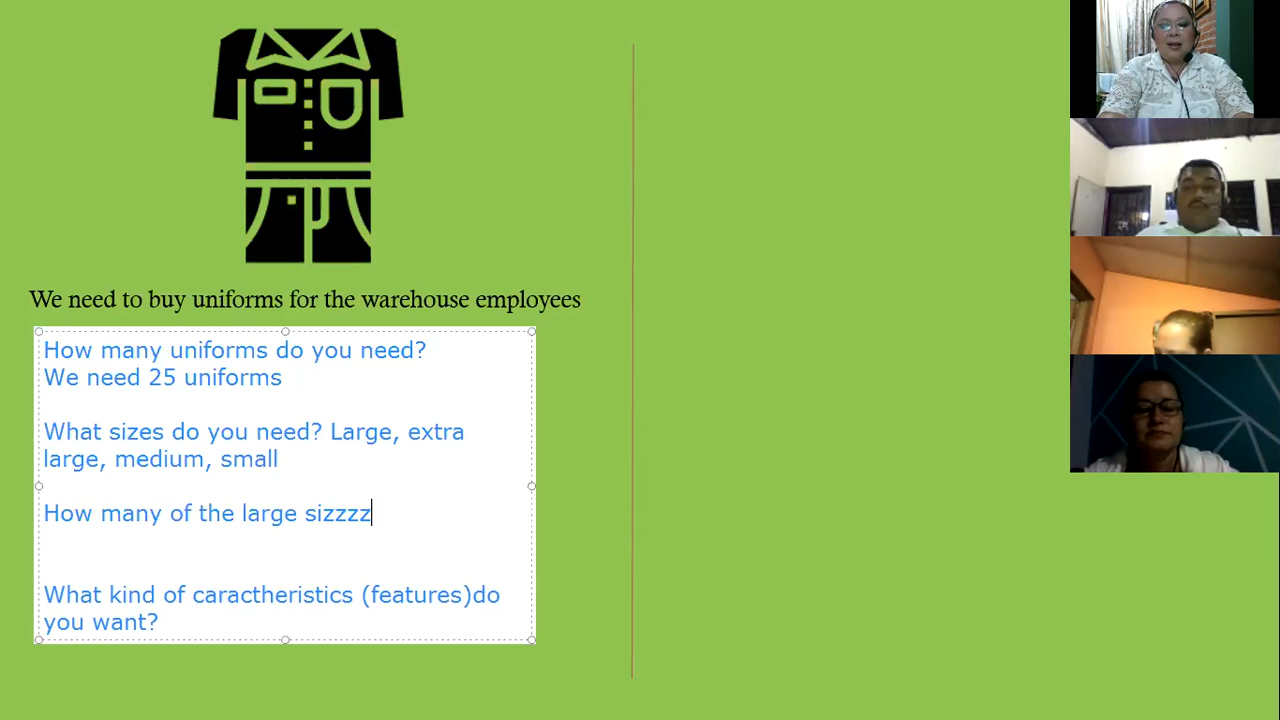 We need to buy uniforms for the warehouse employees
How many uniforms do you need?
We need 25 uniforms
What sizes do you need? Large, extra
large, medium, small
How many of the large sizzzz
What kind of caractheristics (features)do
you want?